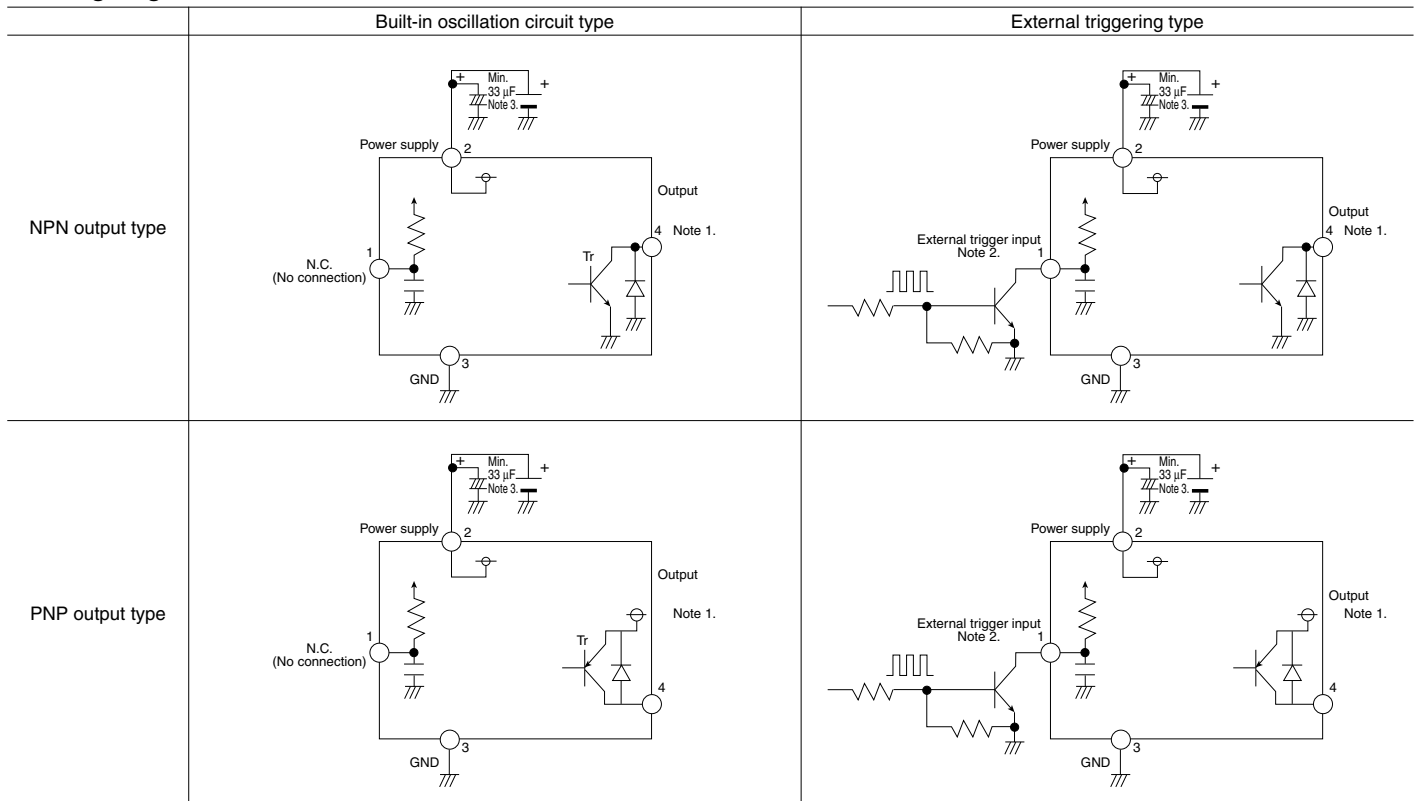 Built-in oscillation circuit type
External triggering type
NPN output type
+
Min.
33 µF
Note 3.
+
Power supply
2
Output
4
Note 1.
Tr
1
N.C.
(No connection)
3
GND
+
Min.
33 µF
Note 3.
+
Power supply
2
Output
4
Note 1.
External trigger input
Note 2.
1
3
GND
PNP output type
+
Min.
33 µF
Note 3.
+
Power supply
2
Output
Note 1.
Tr
4
1
N.C.
(No connection)
3
GND
+
Min.
33 µF
Note 3.
+
Power supply
2
Output
Note 1.
4
External trigger input
Note 2.
1
3
GND